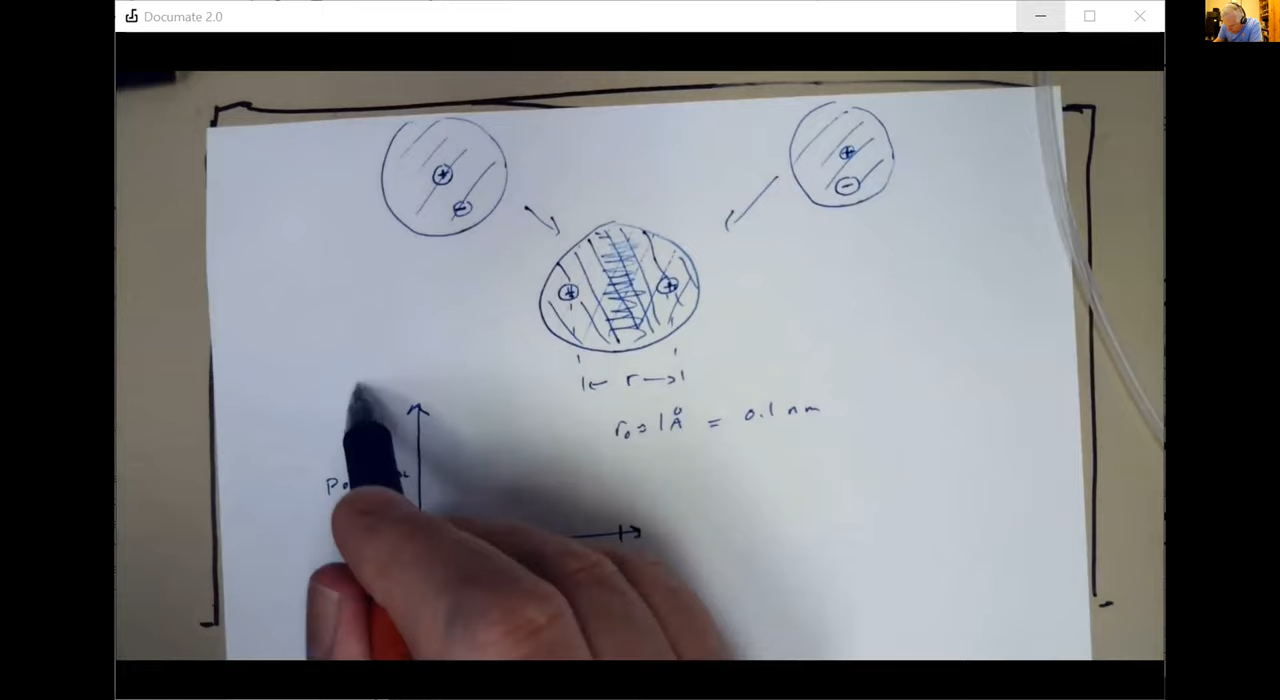 Documate 2.0
+
+
-
-
+
+
r
r₀ ≈ 1 Å = 0.1 nm